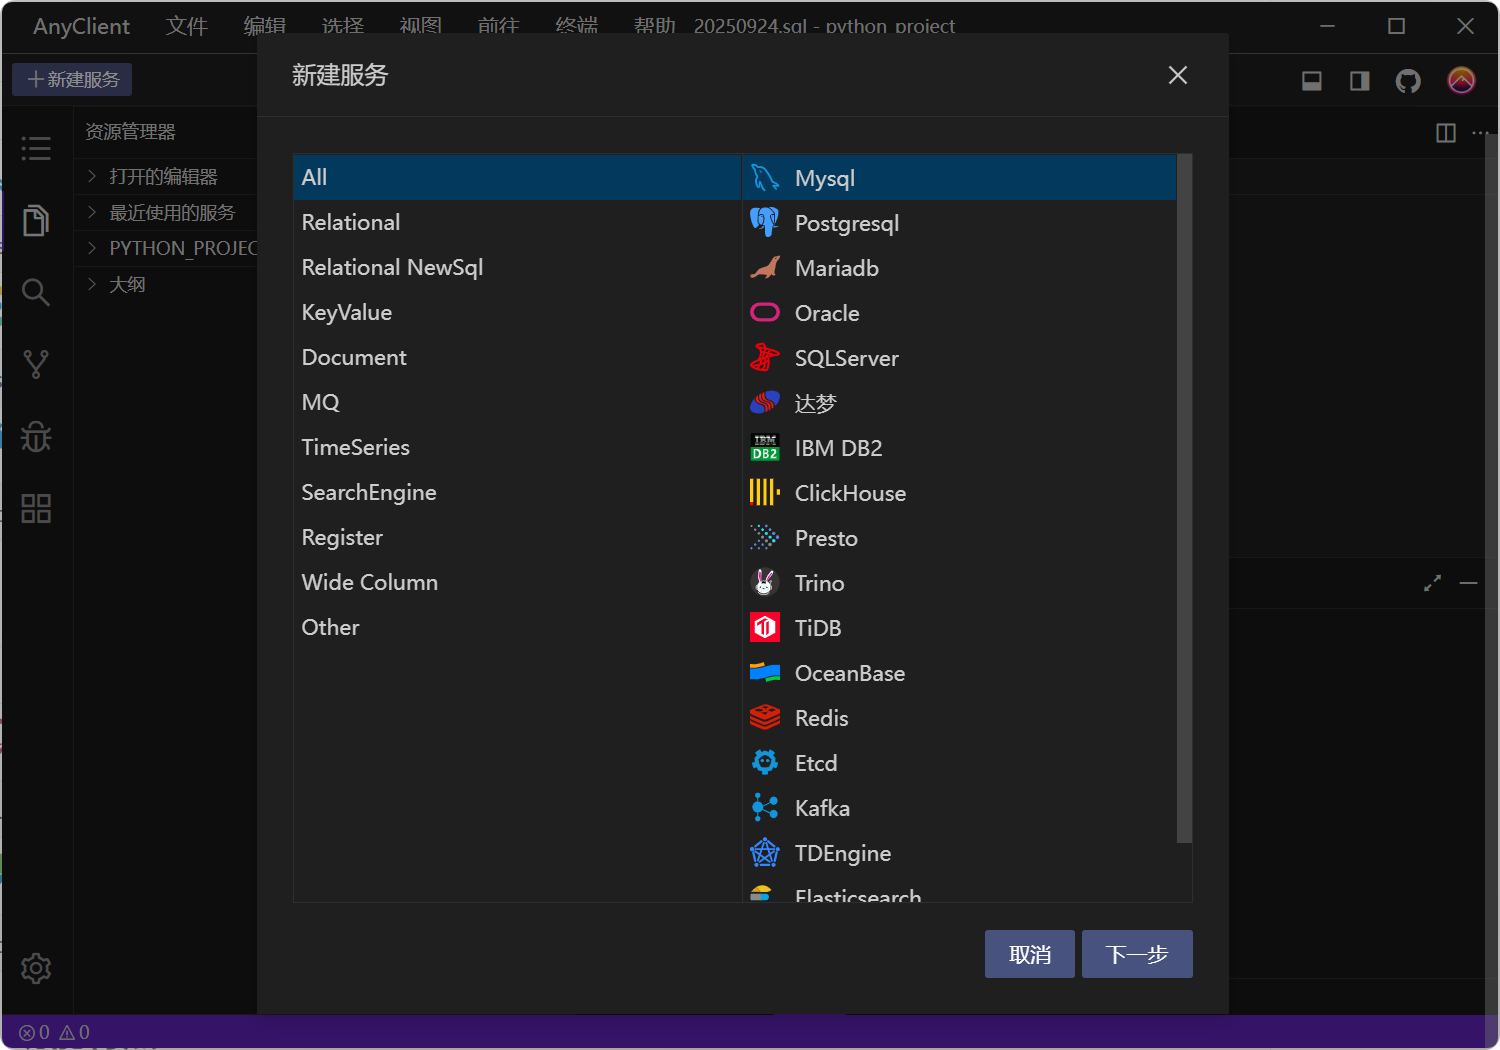 AnyClient 文件 编辑 选择 视图 前往 终端 帮助 20250924.sql - python_project
新建服务
新建服务
资源管理器
打开的编辑器
最近使用的服务
PYTHON_PROJEC
大纲
All
Relational
Relational NewSql
KeyValue
Document
MQ
TimeSeries
SearchEngine
Register
Wide Column
Other
Mysql
Postgresql
Mariadb
Oracle
SQLServer
达梦
IBM DB2
IBM DB2
ClickHouse
Presto
Trino
TiDB
OceanBase
Redis
Etcd
Kafka
TDEngine
Elasticsearch
取消 下一步
0 0